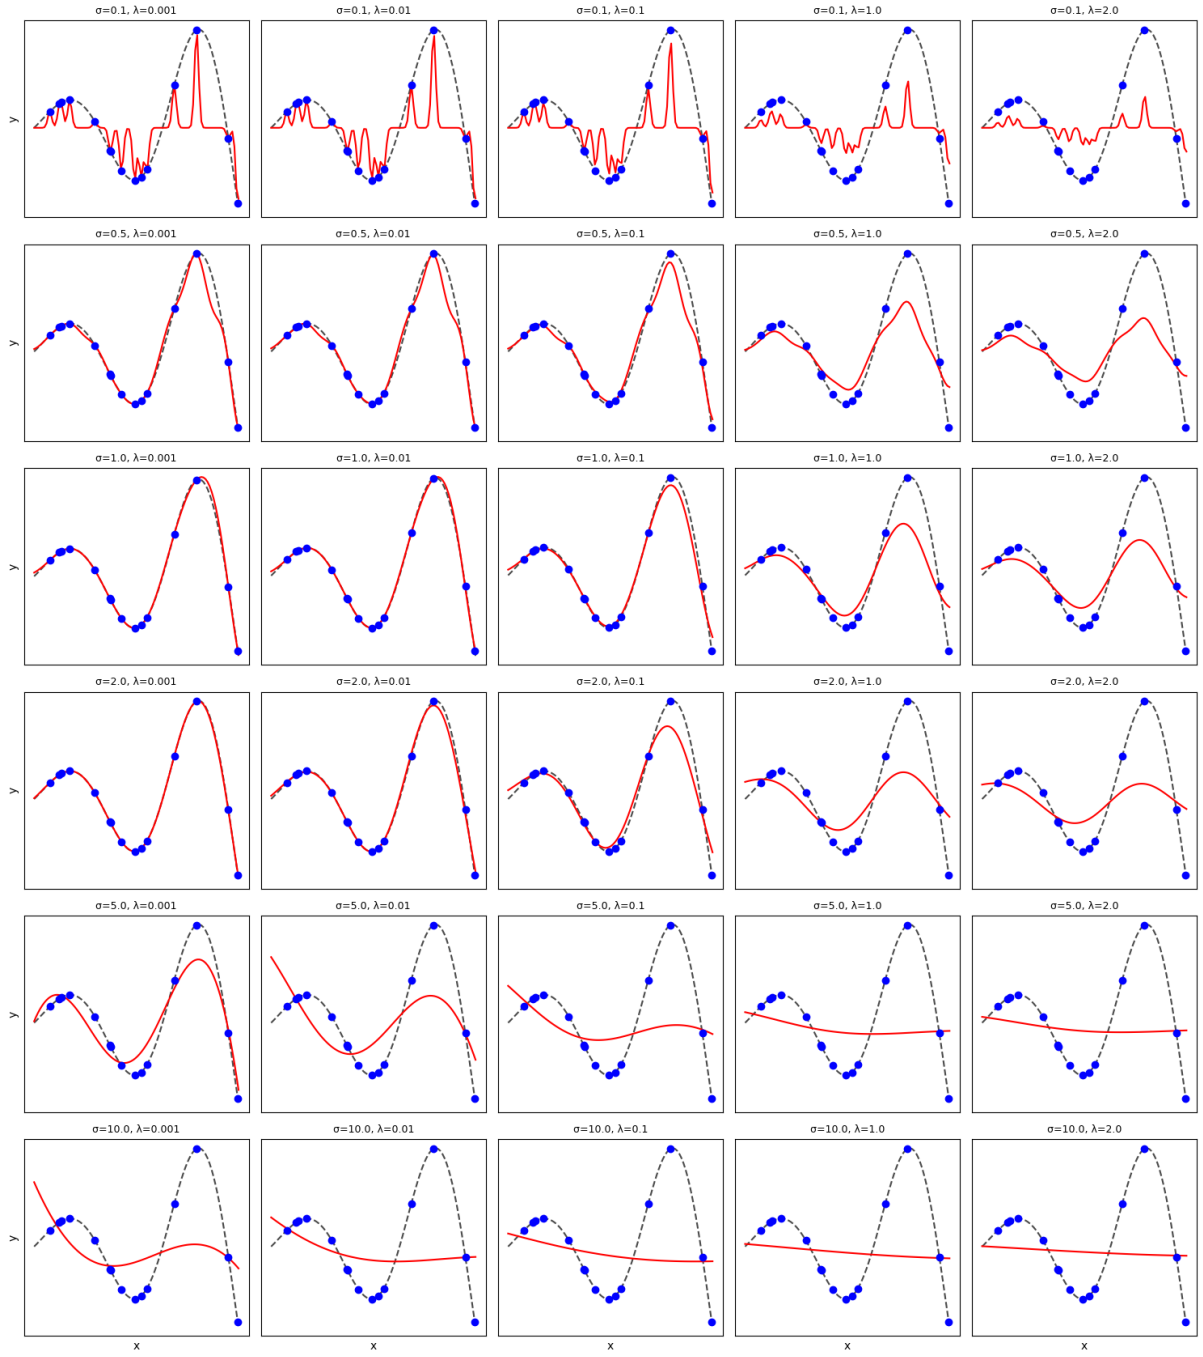 σ=0.1, λ=0.001
σ=0.1, λ=0.01
σ=0.1, λ=0.1
σ=0.1, λ=1.0
σ=0.1, λ=2.0
y
σ=0.5, λ=0.001
σ=0.5, λ=0.01
σ=0.5, λ=0.1
σ=0.5, λ=1.0
σ=0.5, λ=2.0
y
σ=1.0, λ=0.001
σ=1.0, λ=0.01
σ=1.0, λ=0.1
σ=1.0, λ=1.0
σ=1.0, λ=2.0
y
σ=2.0, λ=0.001
σ=2.0, λ=0.01
σ=2.0, λ=0.1
σ=2.0, λ=1.0
σ=2.0, λ=2.0
y
σ=5.0, λ=0.001
σ=5.0, λ=0.01
σ=5.0, λ=0.1
σ=5.0, λ=1.0
σ=5.0, λ=2.0
y
σ=10.0, λ=0.001
σ=10.0, λ=0.01
σ=10.0, λ=0.1
σ=10.0, λ=1.0
σ=10.0, λ=2.0
y
x
x
x
x
x